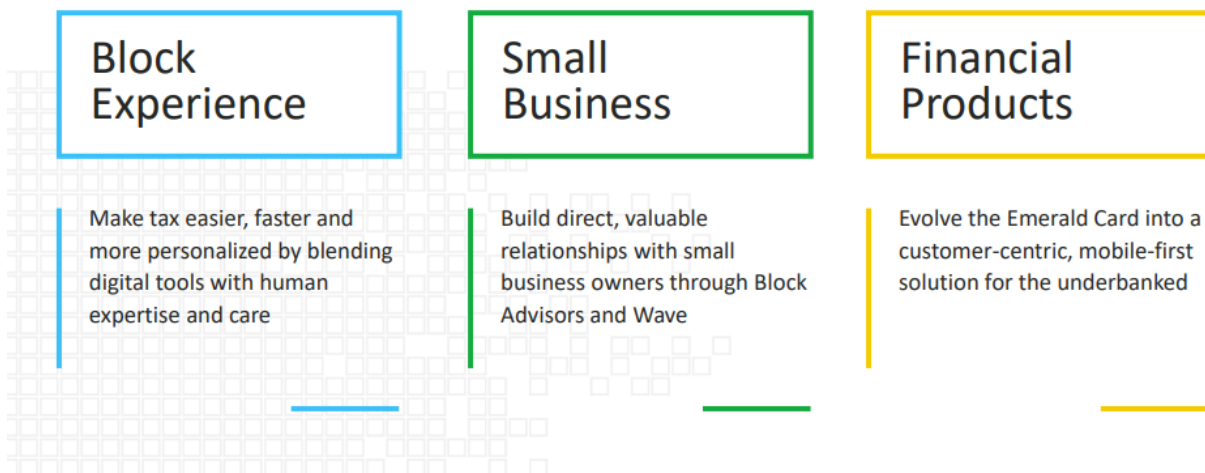 Block
Experience
Make tax easier, faster and
more personalized by blending
digital tools with human
expertise and care
Small
Business
Build direct, valuable
relationships with small
business owners through Block
Advisors and Wave
Financial
Products
Evolve the Emerald Card into a
customer-centric, mobile-first
solution for the underbanked